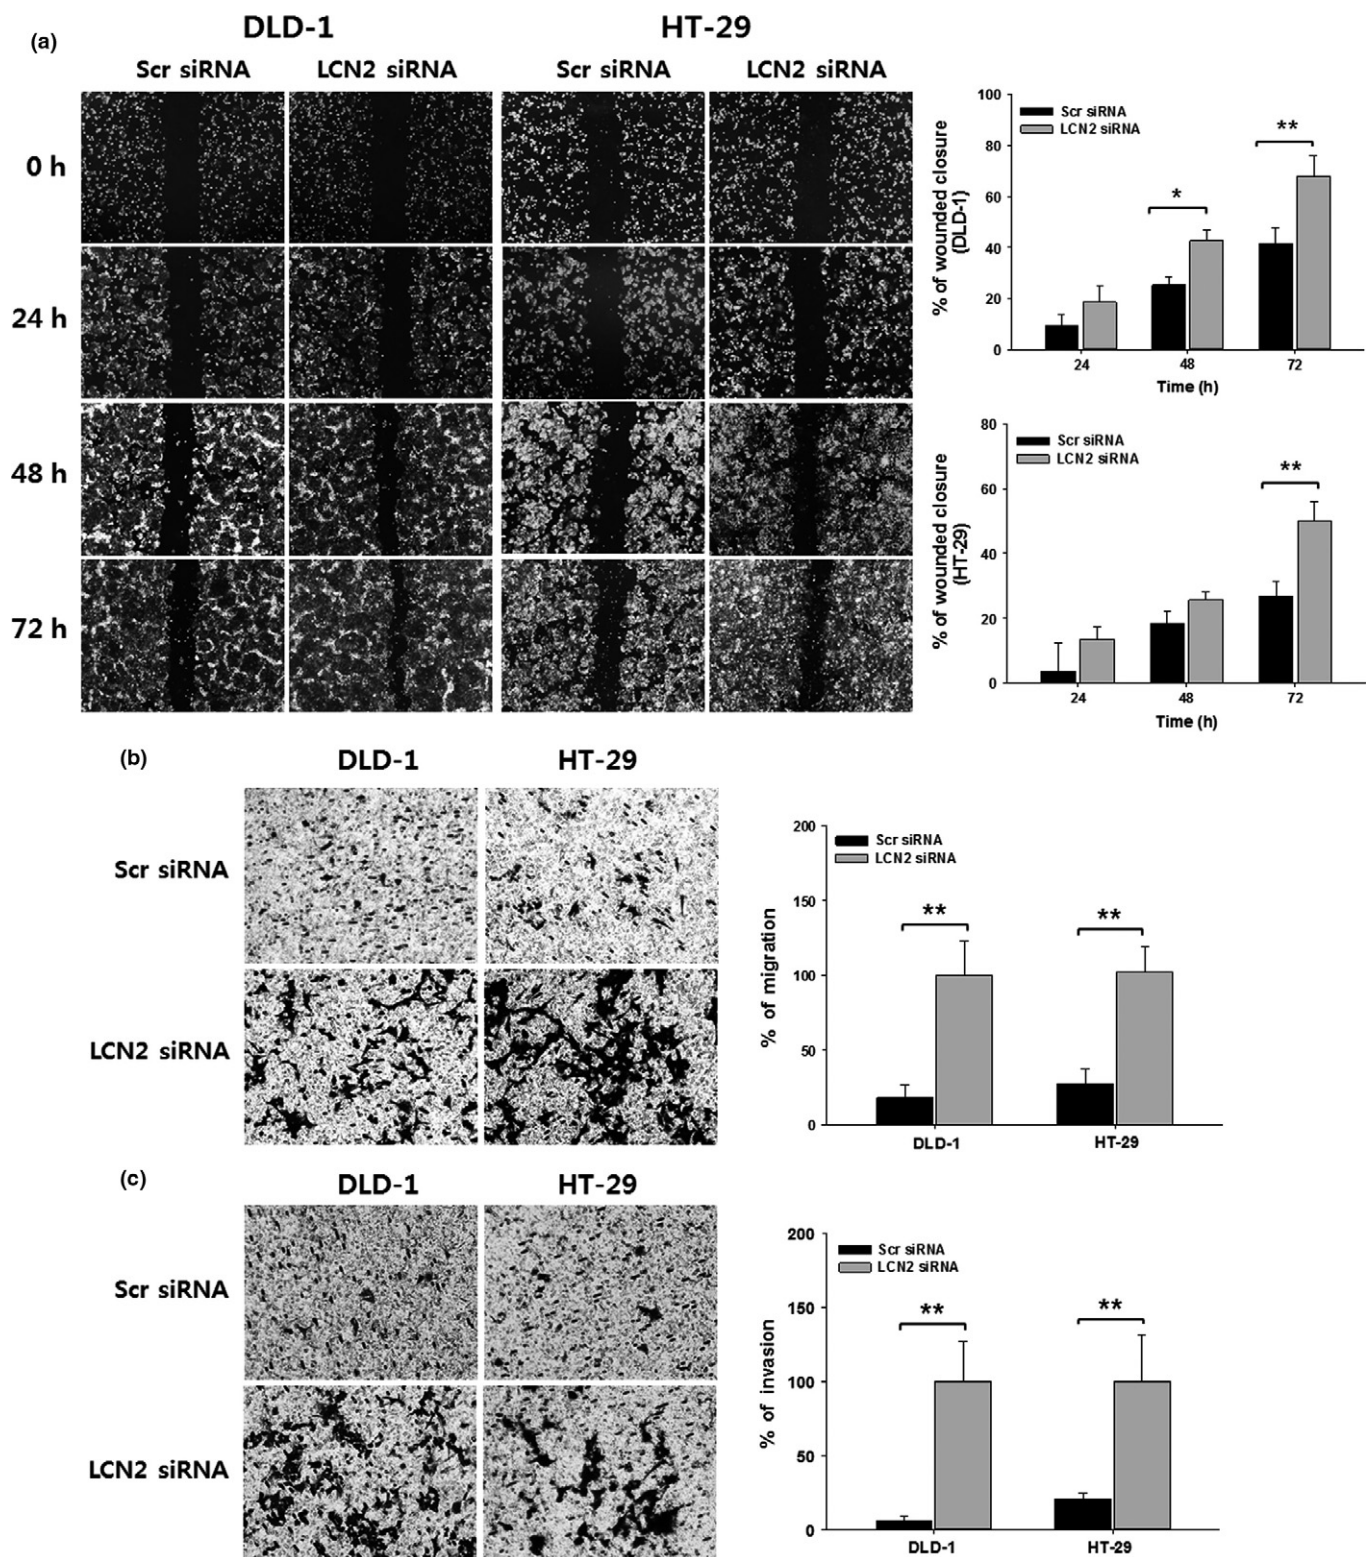 (a)
DLD-1 HT-29
Scr siRNA LCN2 siRNA Scr siRNA LCN2 siRNA
0 h
24 h
48 h
72 h
100
80
60
40
20
0
% of wounded closure
(DLD-1)
Scr siRNA
LCN2 siRNA
*
**
24 48 72
Time (h)
80
60
40
20
0
% of wounded closure
(HT-29)
Scr siRNA
LCN2 siRNA
**
24 48 72
Time (h)
(b)
DLD-1 HT-29
Scr siRNA
LCN2 siRNA
200
150
100
50
0
% of migration
Scr siRNA
LCN2 siRNA
** **
DLD-1 HT-29
(c)
DLD-1 HT-29
Scr siRNA
LCN2 siRNA
200
150
100
50
0
% of invasion
Scr siRNA
LCN2 siRNA
** **
DLD-1 HT-29